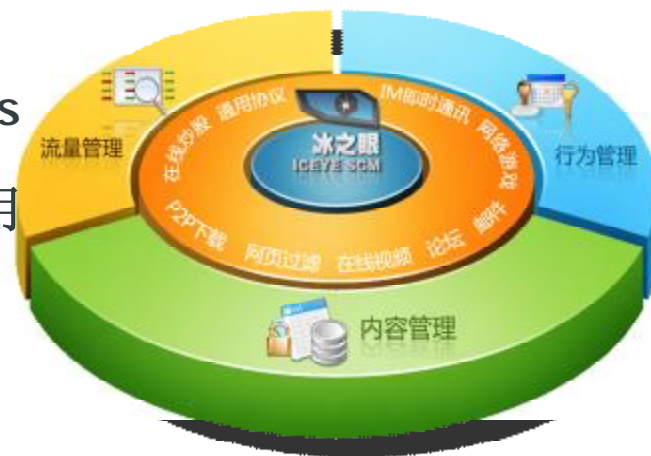 s
用
流量管理
行为管理
内容管理
在线炒股
通用协议
IM即时通讯
网络游戏
邮件
论坛
在线视频
网页过滤
P2P下载
冰之眼
ICEYE SCM